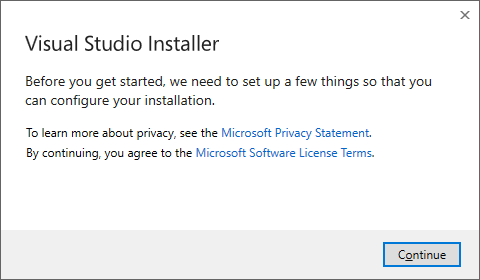 Visual Studio Installer
Before you get started, we need to set up a few things so that you
can configure your installation.
To learn more about privacy, see the Microsoft Privacy Statement.
By continuing, you agree to the Microsoft Software License Terms.
Continue